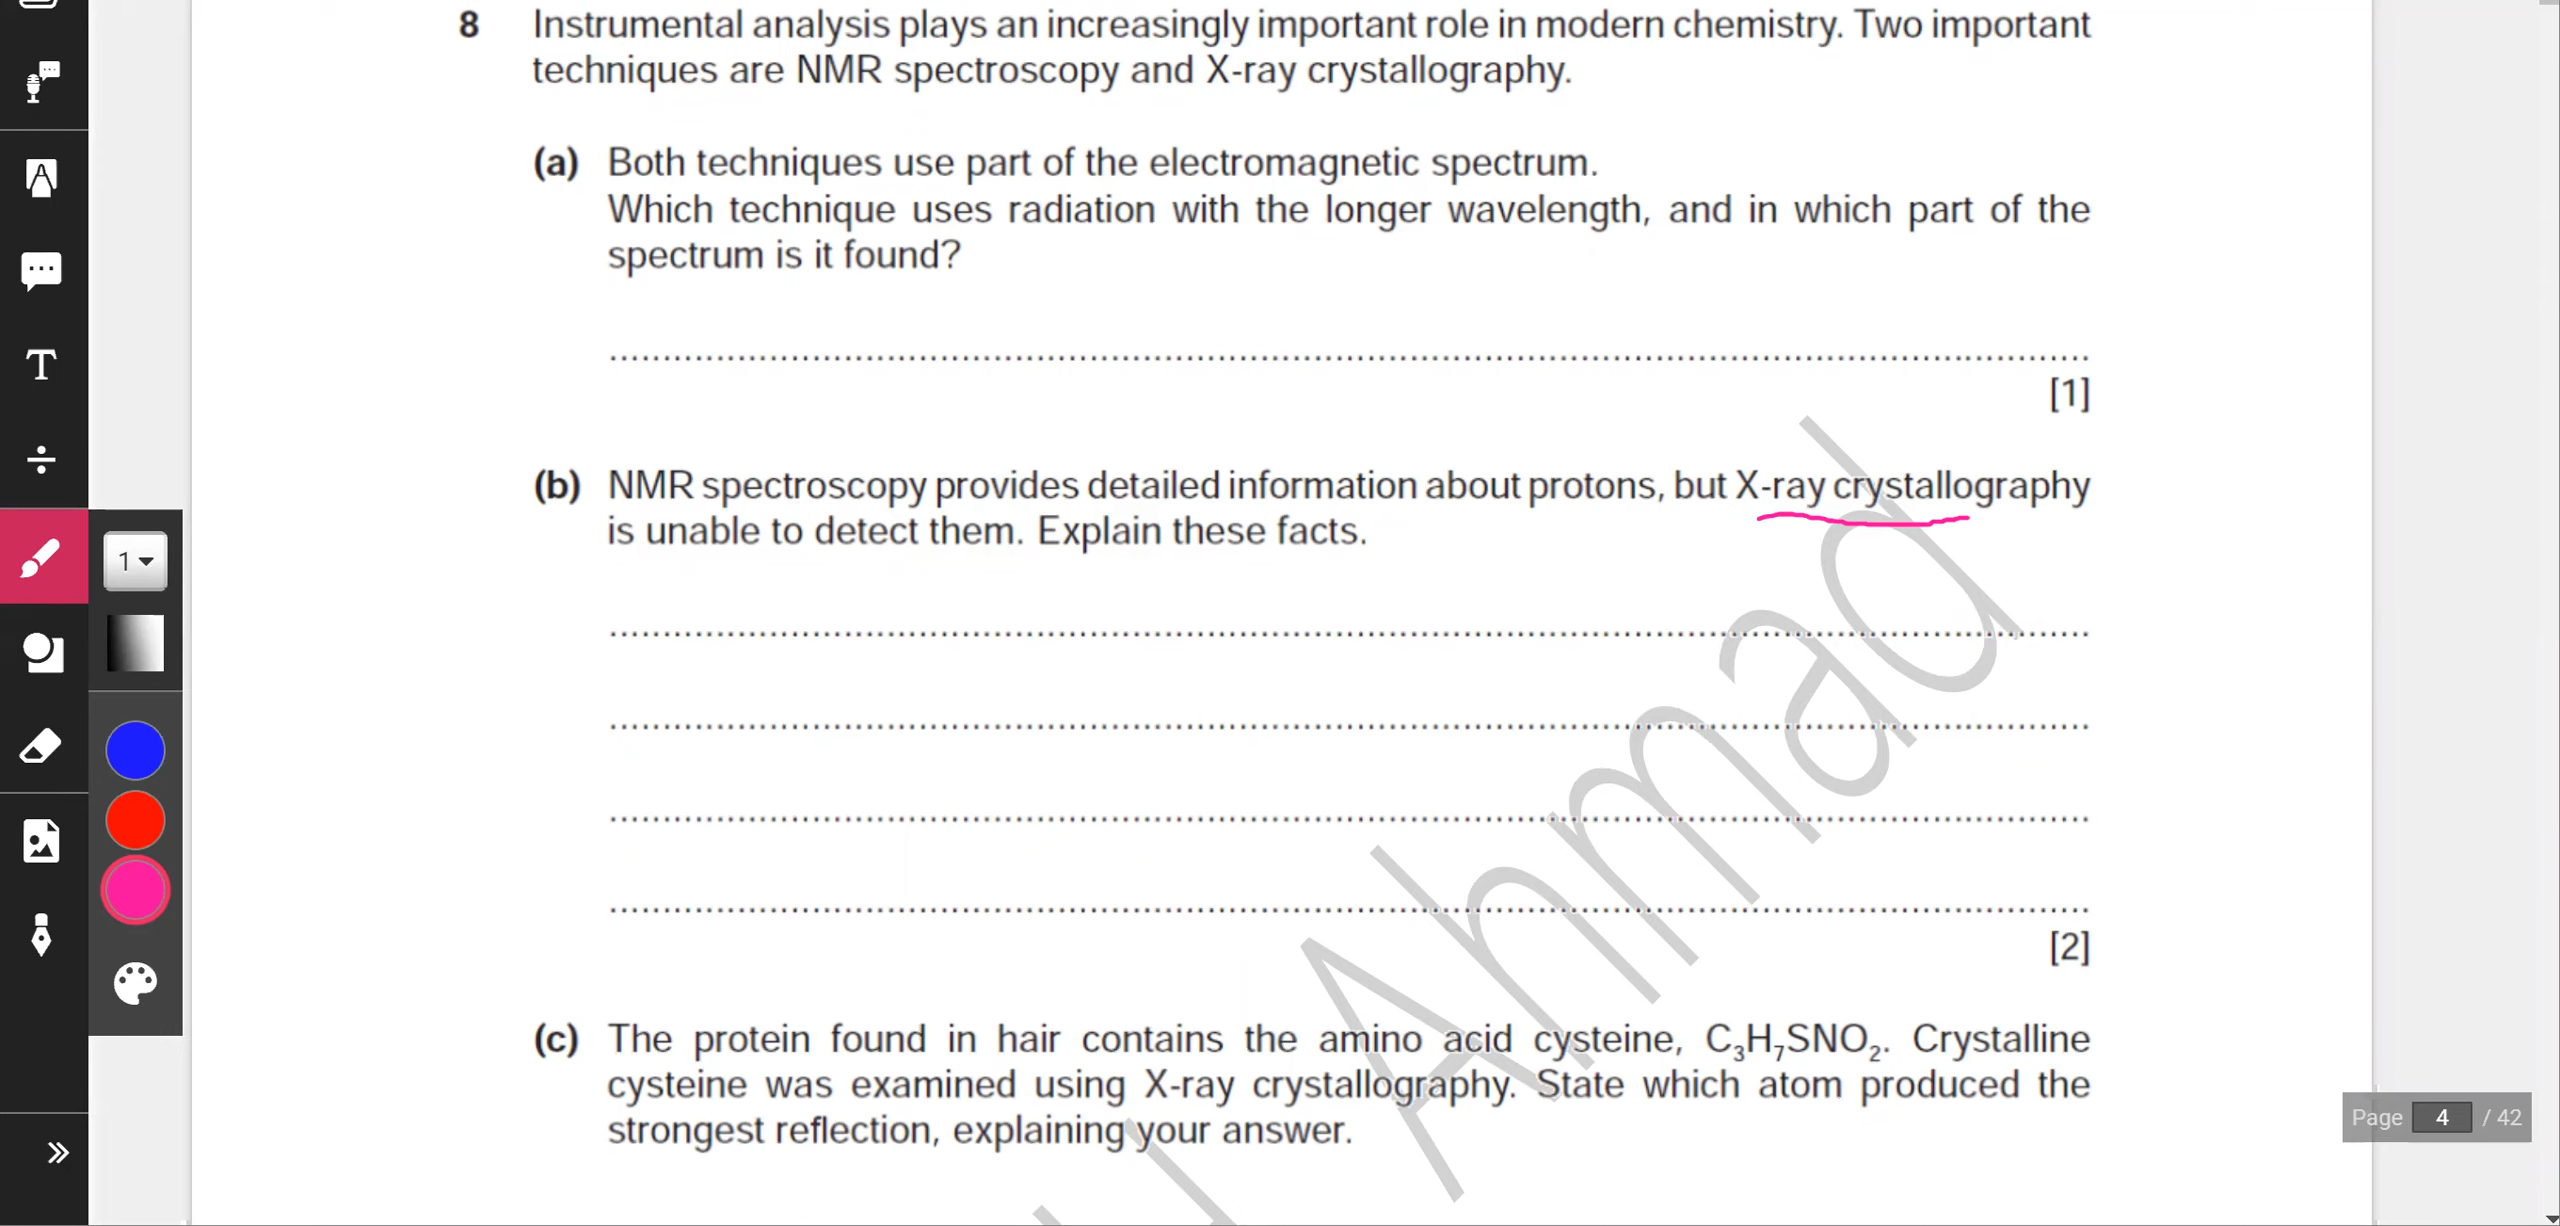 8 Instrumental analysis plays an increasingly important role in modern chemistry. Two important
techniques are NMR spectroscopy and X-ray crystallography.
(a) Both techniques use part of the electromagnetic spectrum.
Which technique uses radiation with the longer wavelength, and in which part of the
spectrum is it found?
[1]
(b) NMR spectroscopy provides detailed information about protons, but X-ray crystallography
is unable to detect them. Explain these facts.
[2]
(c) The protein found in hair contains the amino acid cysteine, C₃H₇SNO₂. Crystalline
cysteine was examined using X-ray crystallography. State which atom produced the
strongest reflection, explaining your answer.
Ahmad
T
1
Page 4 / 42